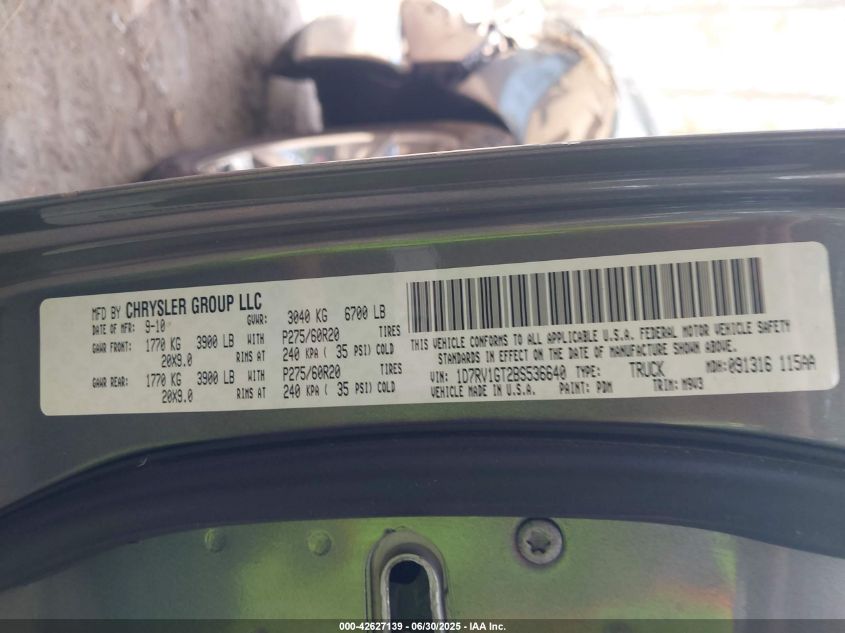 MFD BY CHRYSLER GROUP LLC
DATE OF MFR: 9-10 GVWR: 3040 KG 6700 LB
GAWR FRONT: 1770 KG 3900 LB WITH P275/60R20 TIRES
20X9.0 RIMS AT 240 KPA ( 35 PSI) COLD
GAWR REAR: 1770 KG 3900 LB WITH P275/60R20 TIRES
20X9.0 RIMS AT 240 KPA ( 35 PSI) COLD
THIS VEHICLE CONFORMS TO ALL APPLICABLE U.S.A. FEDERAL MOTOR VEHICLE SAFETY
STANDARDS IN EFFECT ON THE DATE OF MANUFACTURE SHOWN ABOVE.
VIN: 1D7RV1GT2BS536640 TYPE: TRUCK MDH: 091316 115AA
VEHICLE MADE IN U.S.A. PAINT: PDM TRIM: M9V3
000-42627139 - 06/30/2025 - IAA Inc.